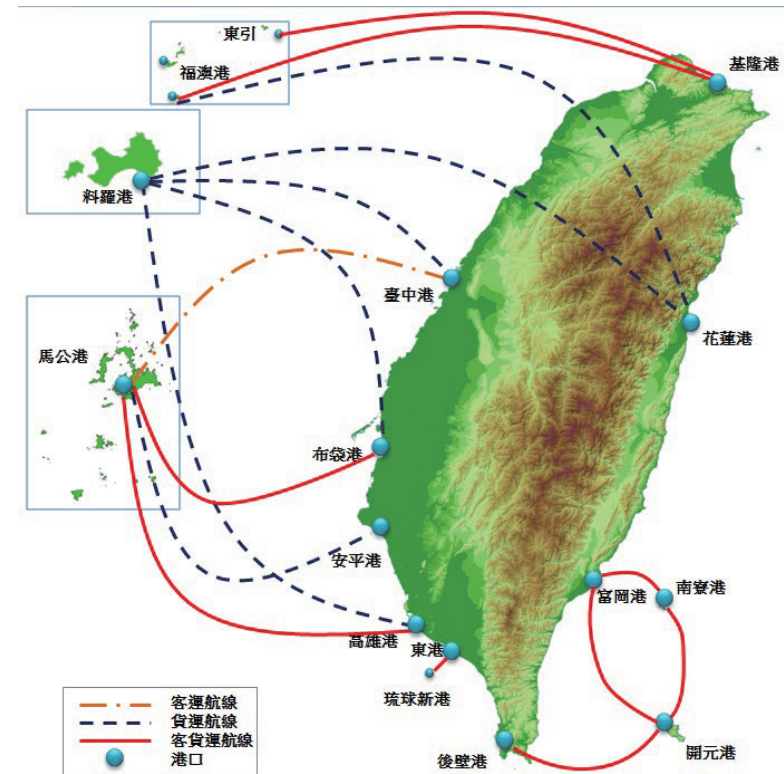 東引
福澳港
基隆港
料羅港
臺中港
花蓮港
馬公港
布袋港
安平港
高雄港
東港
琉球新港
富岡港
南寮港
後壁港
開元港
客運航線
貨運航線
客貨運航線
港口